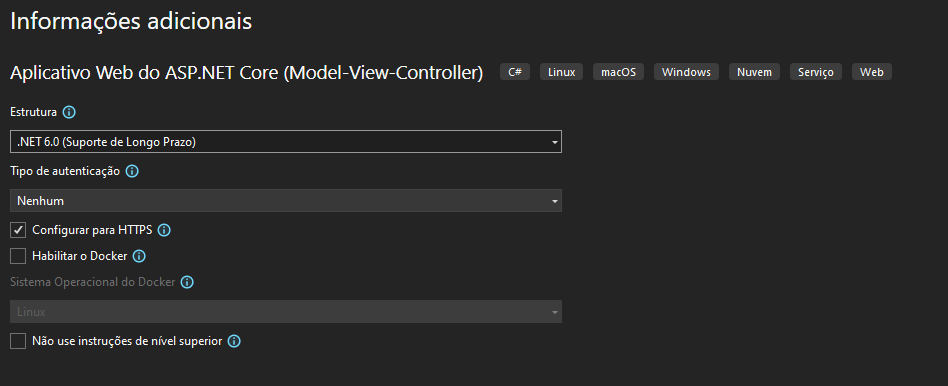 Informações adicionais
Aplicativo Web do ASP.NET Core (Model-View-Controller) C# Linux macOS Windows Nuvem Serviço Web
Estrutura
.NET 6.0 (Suporte de Longo Prazo)
Tipo de autenticação
Nenhum
Configurar para HTTPS
Habilitar o Docker
Sistema Operacional do Docker
Linux
Não use instruções de nível superior